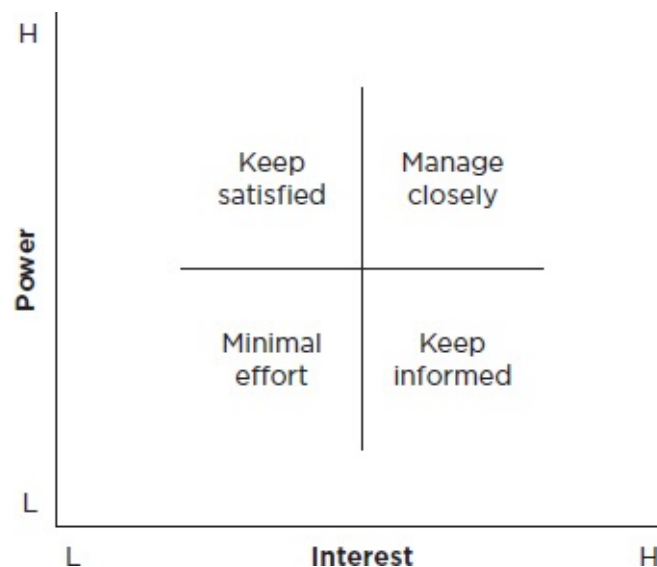 H
Keep
satisfied
Manage
closely
Power
Minimal
effort
Keep
informed
L
L
Interest
H